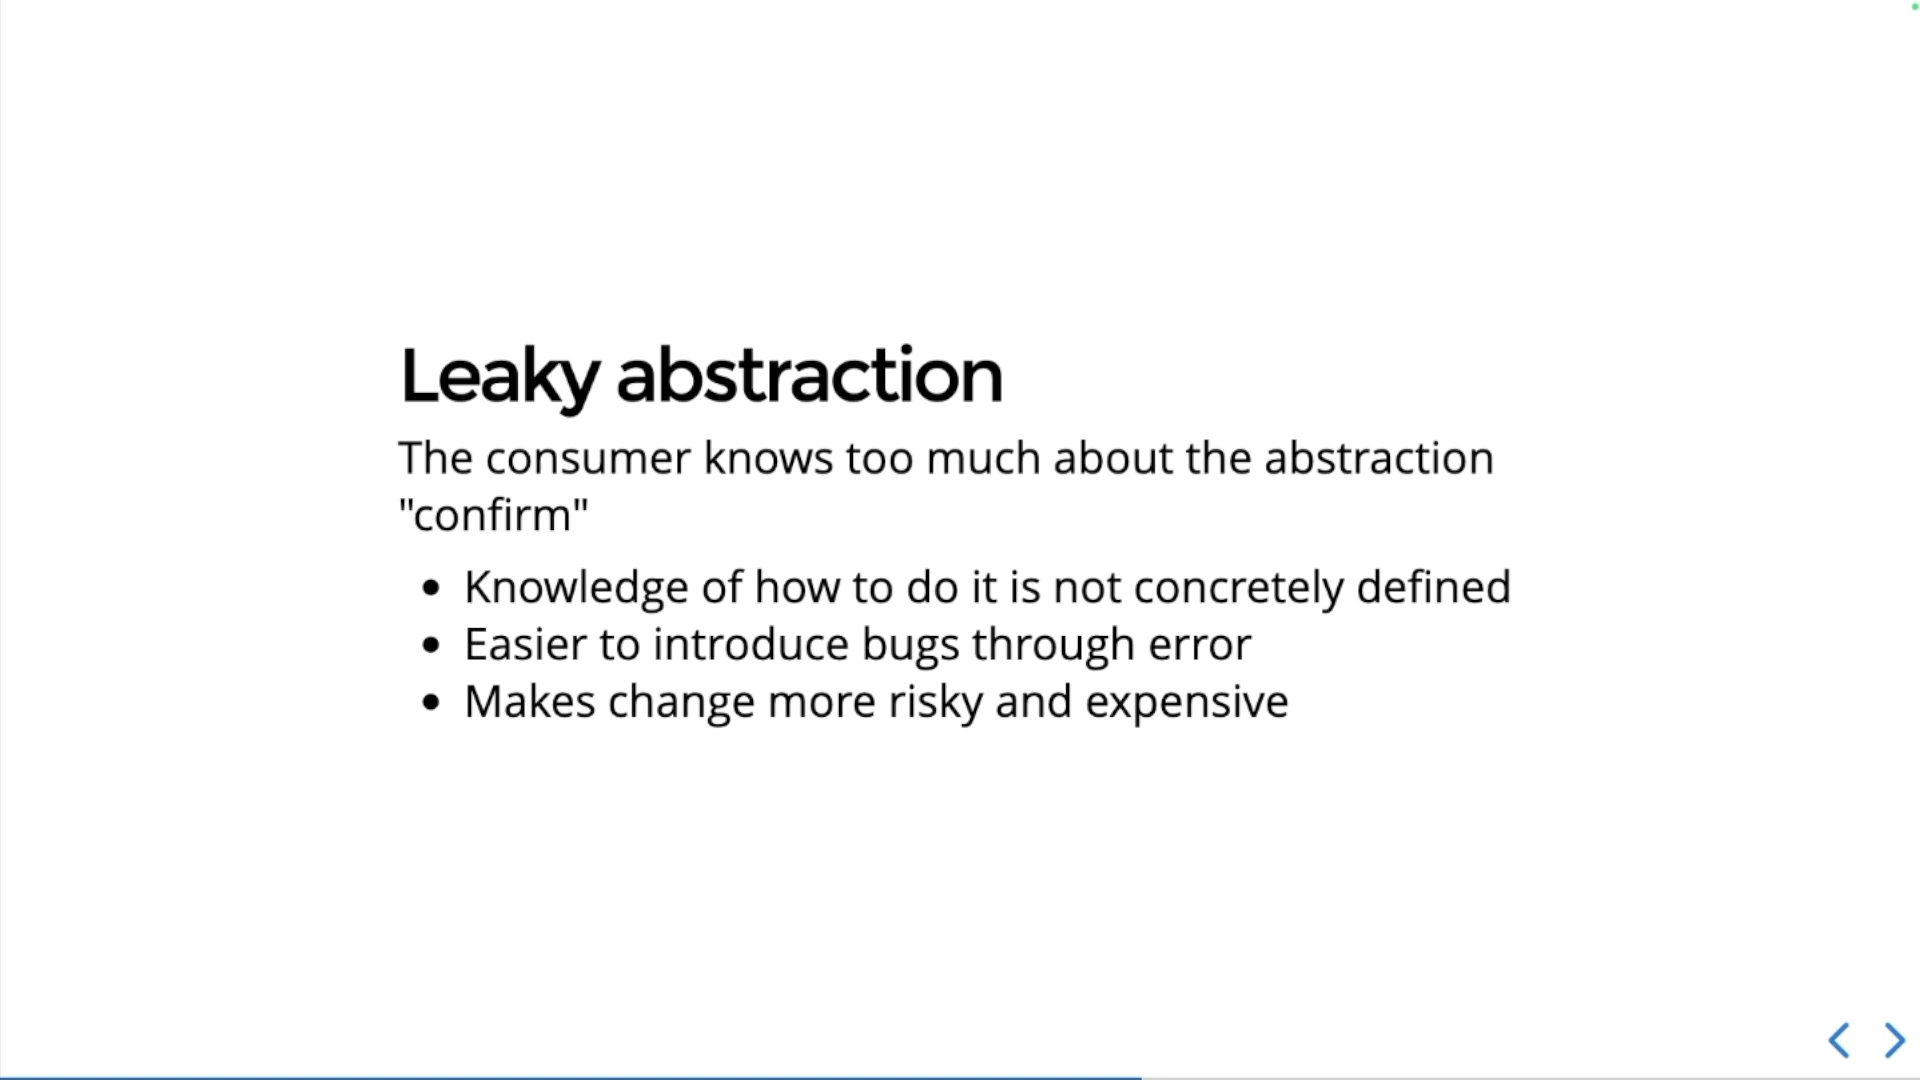 Leaky abstraction
The consumer knows too much about the abstraction
"confirm"
• Knowledge of how to do it is not concretely defined
• Easier to introduce bugs through error
• Makes change more risky and expensive